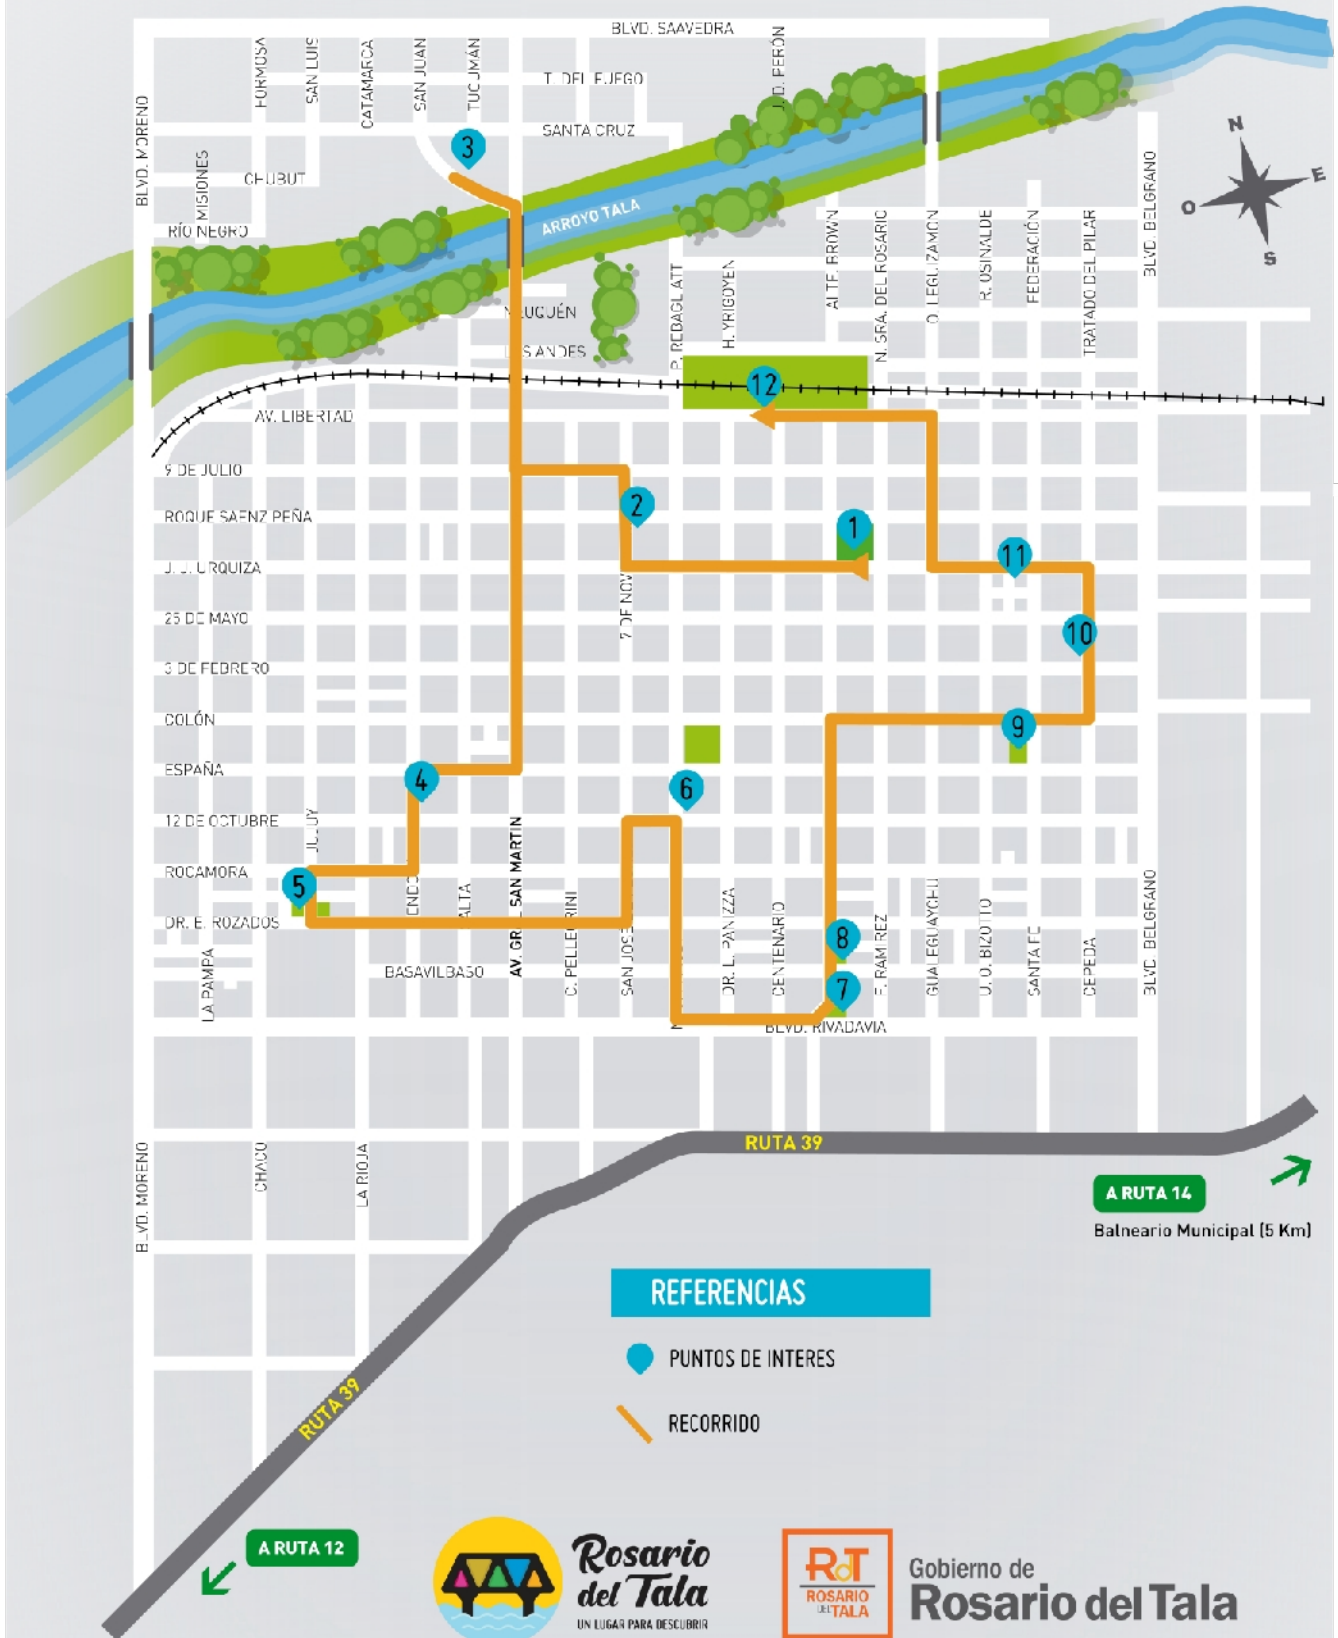 BLVD. SAAVEDRA
BLVD. MORENO
FORMOSA
SAN LUIS
CATAMARCA
SAN JUAN
TUCUMÁN
T. DEL FUEGO
J. D. PERÓN
SANTA CRUZ
3
MISIONES
CHUBUT
RÍO NEGRO
ARROYO TALA
N
E
O
S
BLVD. BELGRANO
ALTE. BROWN
N. SRA. DEL ROSARIO
O. LEGUIZAMON
R. OSINALDE
FEDERACIÓN
TRATADO DEL PILAR
P. REBAGLIATTI
H. YRIGOYEN
NEUQUÉN
LOS ANDES
12
AV. LIBERTAD
9 DE JULIO
2
ROQUE SAENZ PEÑA
1
J. J. URQUIZA
11
7 DE NOV
25 DE MAYO
10
3 DE FEBRERO
COLÓN
9
ESPAÑA
4
6
12 DE OCTUBRE
JUJUY
ROCAMORA
5
DR. E. ROZADOS
8
BASAVILBASO
7
LA PAMPA
AV. GRAL. SAN MARTIN
C. PELLEGRINI
SAN JOSE
DR. L. PANIZZA
CENTENARIO
F. RAMIREZ
GUALEGUAYCHU
J. O. BIZOTTO
SANTA FE
CEPEDA
BLVD. BELGRANO
BLVD. RIVADAVIA
BLVD. MORENO
CHACO
LA RIOJA
RUTA 39
A RUTA 14
Balneario Municipal (5 Km)
REFERENCIAS
PUNTOS DE INTERES
RECORRIDO
RUTA 39
A RUTA 12
Rosario
del Tala
UN LUGAR PARA DESCUBRIR
RdT
ROSARIO
DEL TALA
Gobierno de
Rosario del Tala